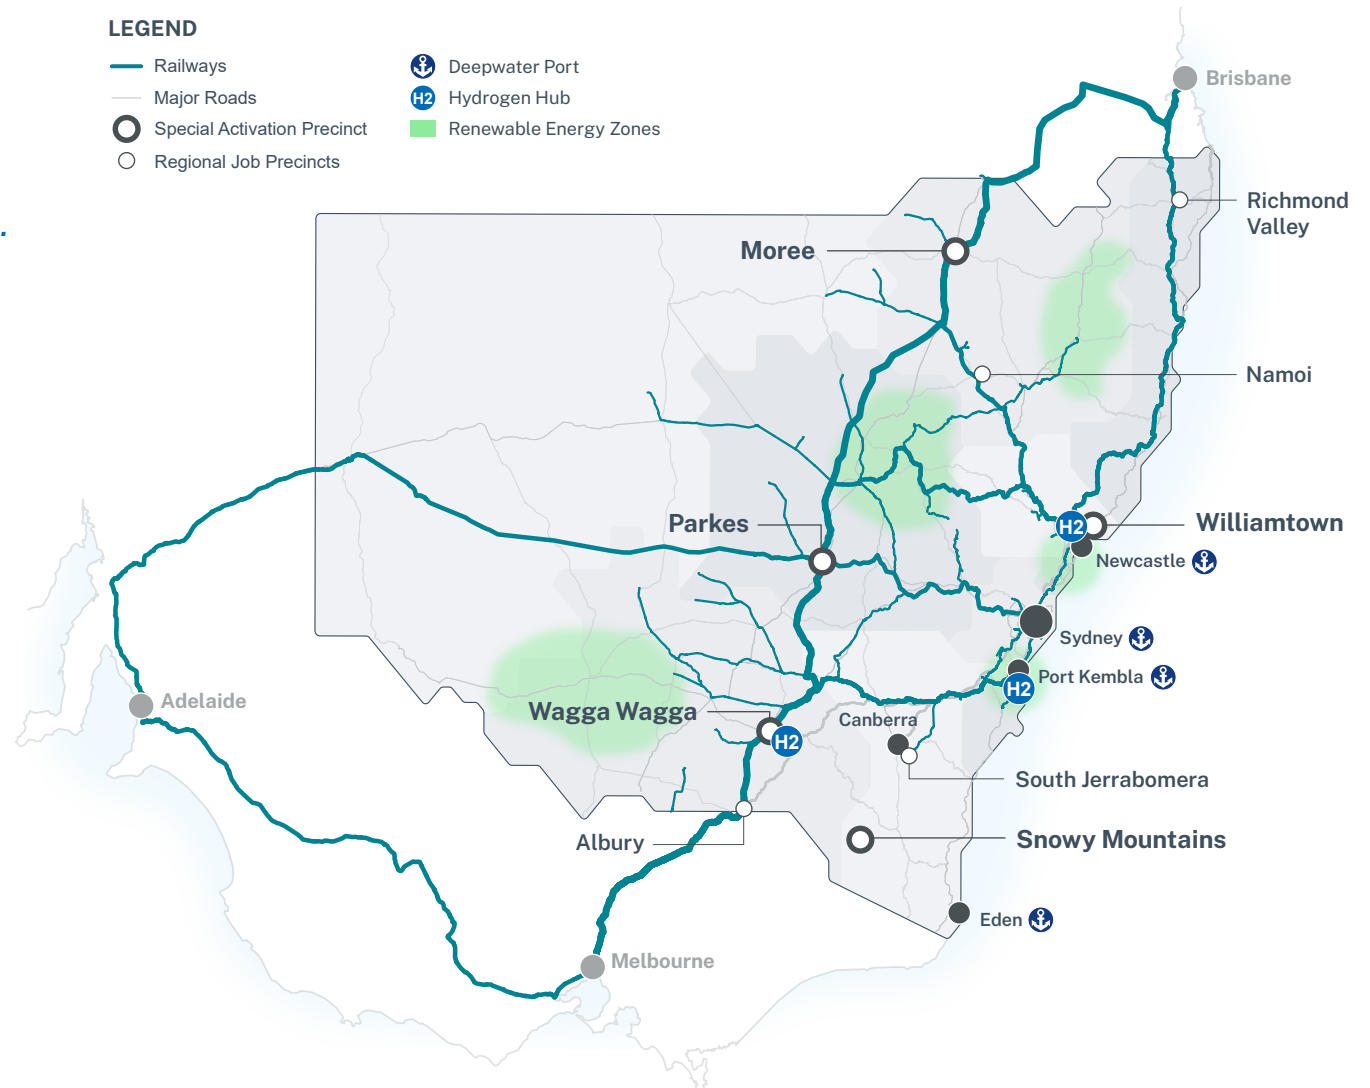 LEGEND
Railways
Major Roads
Special Activation Precinct
Regional Job Precincts
Deepwater Port
H2 Hydrogen Hub
Renewable Energy Zones
Brisbane
Richmond
Valley
Moree
Namoi
Parkes
H2
Williamtown
Newcastle
Sydney
Port Kembla
H2
Adelaide
Wagga Wagga
H2
Canberra
South Jerrabomera
Albury
Snowy Mountains
Eden
Melbourne